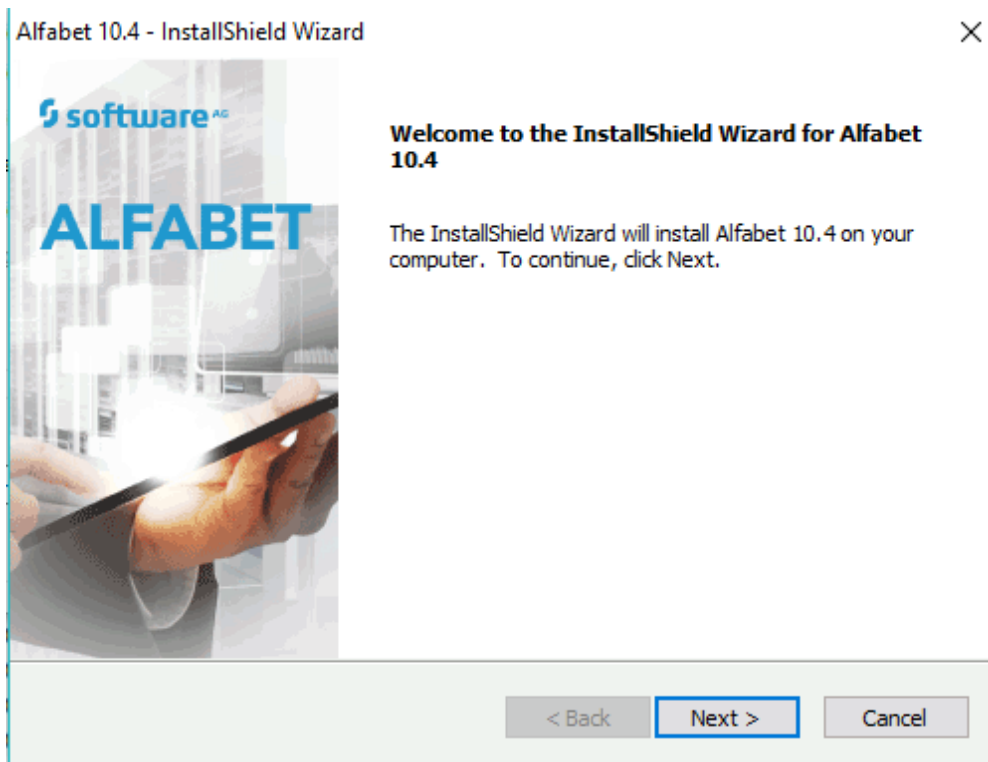 Alfabet 10.4 - InstallShield Wizard
software AG
ALFABET
Welcome to the InstallShield Wizard for Alfabet
10.4
The InstallShield Wizard will install Alfabet 10.4 on your
computer. To continue, click Next.
< Back
Next >
Cancel